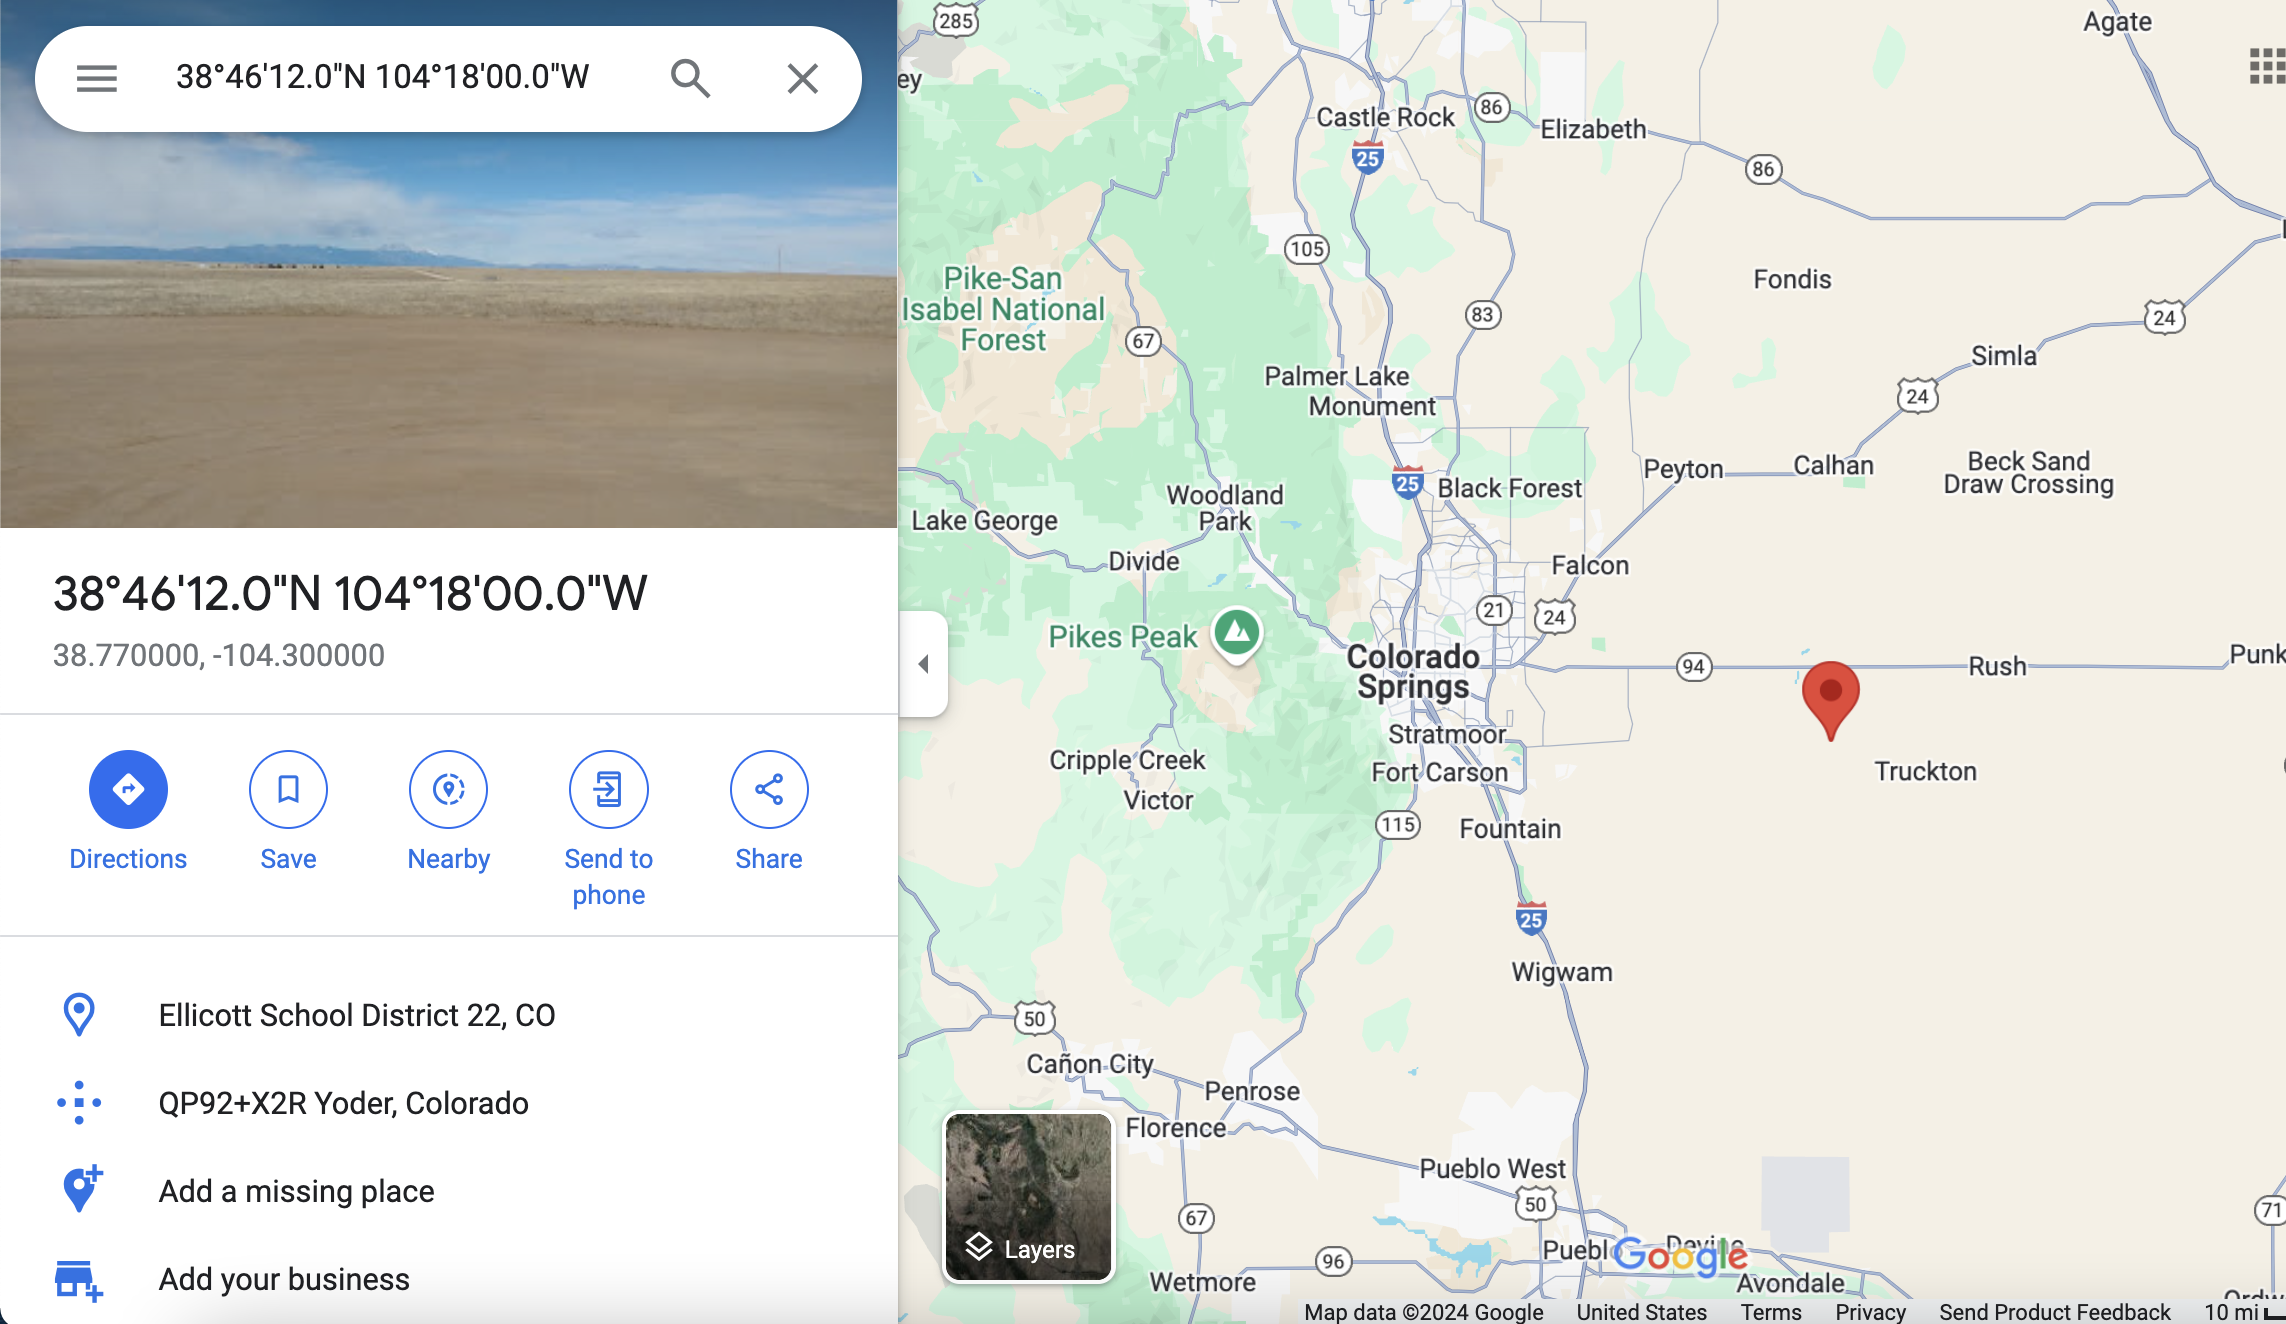 38°46'12.0"N 104°18'00.0"W
38°46'12.0"N 104°18'00.0"W
38.770000, -104.300000
Directions
Save
Nearby
Send to
phone
Share
Ellicott School District 22, CO
QP92+X2R Yoder, Colorado
Add a missing place
Add your business
285
ey
Agate
Castle Rock
86
Elizabeth
25
86
105
Pike-San
Isabel National
Forest
Fondis
67
83
24
Simla
Palmer Lake
Monument
24
Peyton
Calhan
Beck Sand
Draw Crossing
25
Black Forest
Woodland
Park
Lake George
Divide
Falcon
21
24
Pikes Peak
Colorado
Springs
94
Rush
Punk
Stratmoor
Cripple Creek
Fort Carson
Truckton
Victor
115
Fountain
25
Wigwam
50
Cañon City
Penrose
Florence
Pueblo West
50
67
71
Layers
Puebl
Devine
Google
96
Wetmore
Avondale
Ordw
Map data ©2024 Google
United States
Terms
Privacy
Send Product Feedback
10 mi